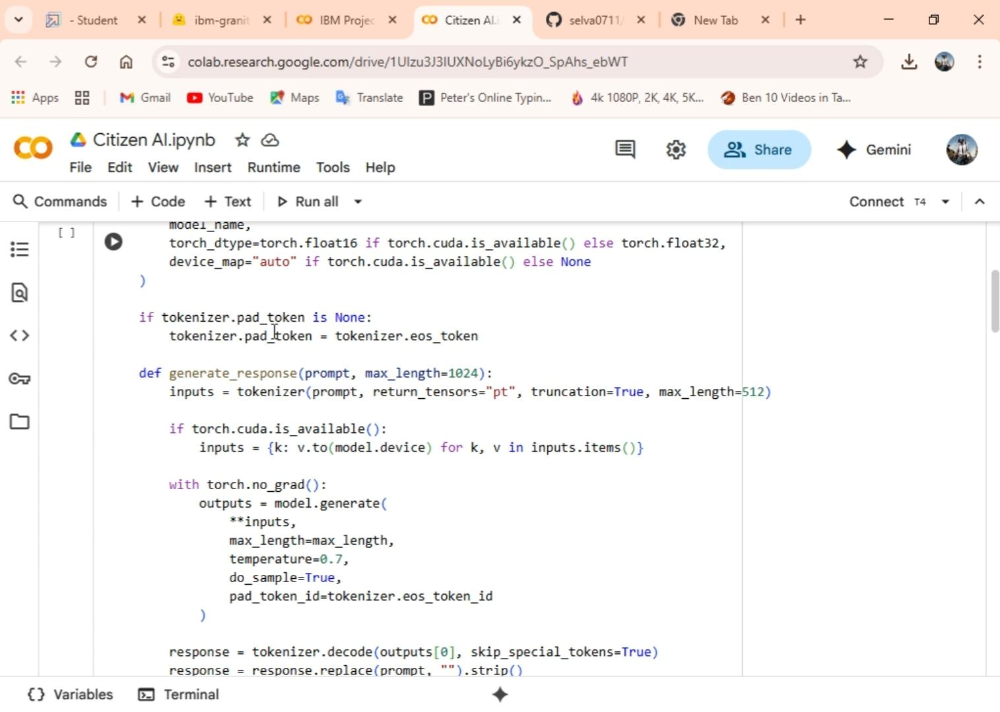 - Student
ibm-granit
IBM Projec
Citizen AI.i
selva0711/
New Tab
colab.research.google.com/drive/1UIzu3J3IUXNoLyBi6ykzO_SpAhs_ebWT
Apps
Gmail
YouTube
Maps
Translate
Peter's Online Typin...
4k 1080P, 2K, 4K, 5K...
Ben 10 Videos in Ta...
Citizen AI.ipynb
Share
Gemini
File Edit View Insert Runtime Tools Help
Commands + Code + Text Run all
Connect T4
[ ]
model_name,
torch_dtype=torch.float16 if torch.cuda.is_available() else torch.float32,
device_map="auto" if torch.cuda.is_available() else None
)
if tokenizer.pad_token is None:
tokenizer.pad_token = tokenizer.eos_token
def generate_response(prompt, max_length=1024):
inputs = tokenizer(prompt, return_tensors="pt", truncation=True, max_length=512)
if torch.cuda.is_available():
inputs = {k: v.to(model.device) for k, v in inputs.items()}
with torch.no_grad():
outputs = model.generate(
**inputs,
max_length=max_length,
temperature=0.7,
do_sample=True,
pad_token_id=tokenizer.eos_token_id
)
response = tokenizer.decode(outputs[0], skip_special_tokens=True)
response = response.replace(prompt, "").strip()
{} Variables
Terminal